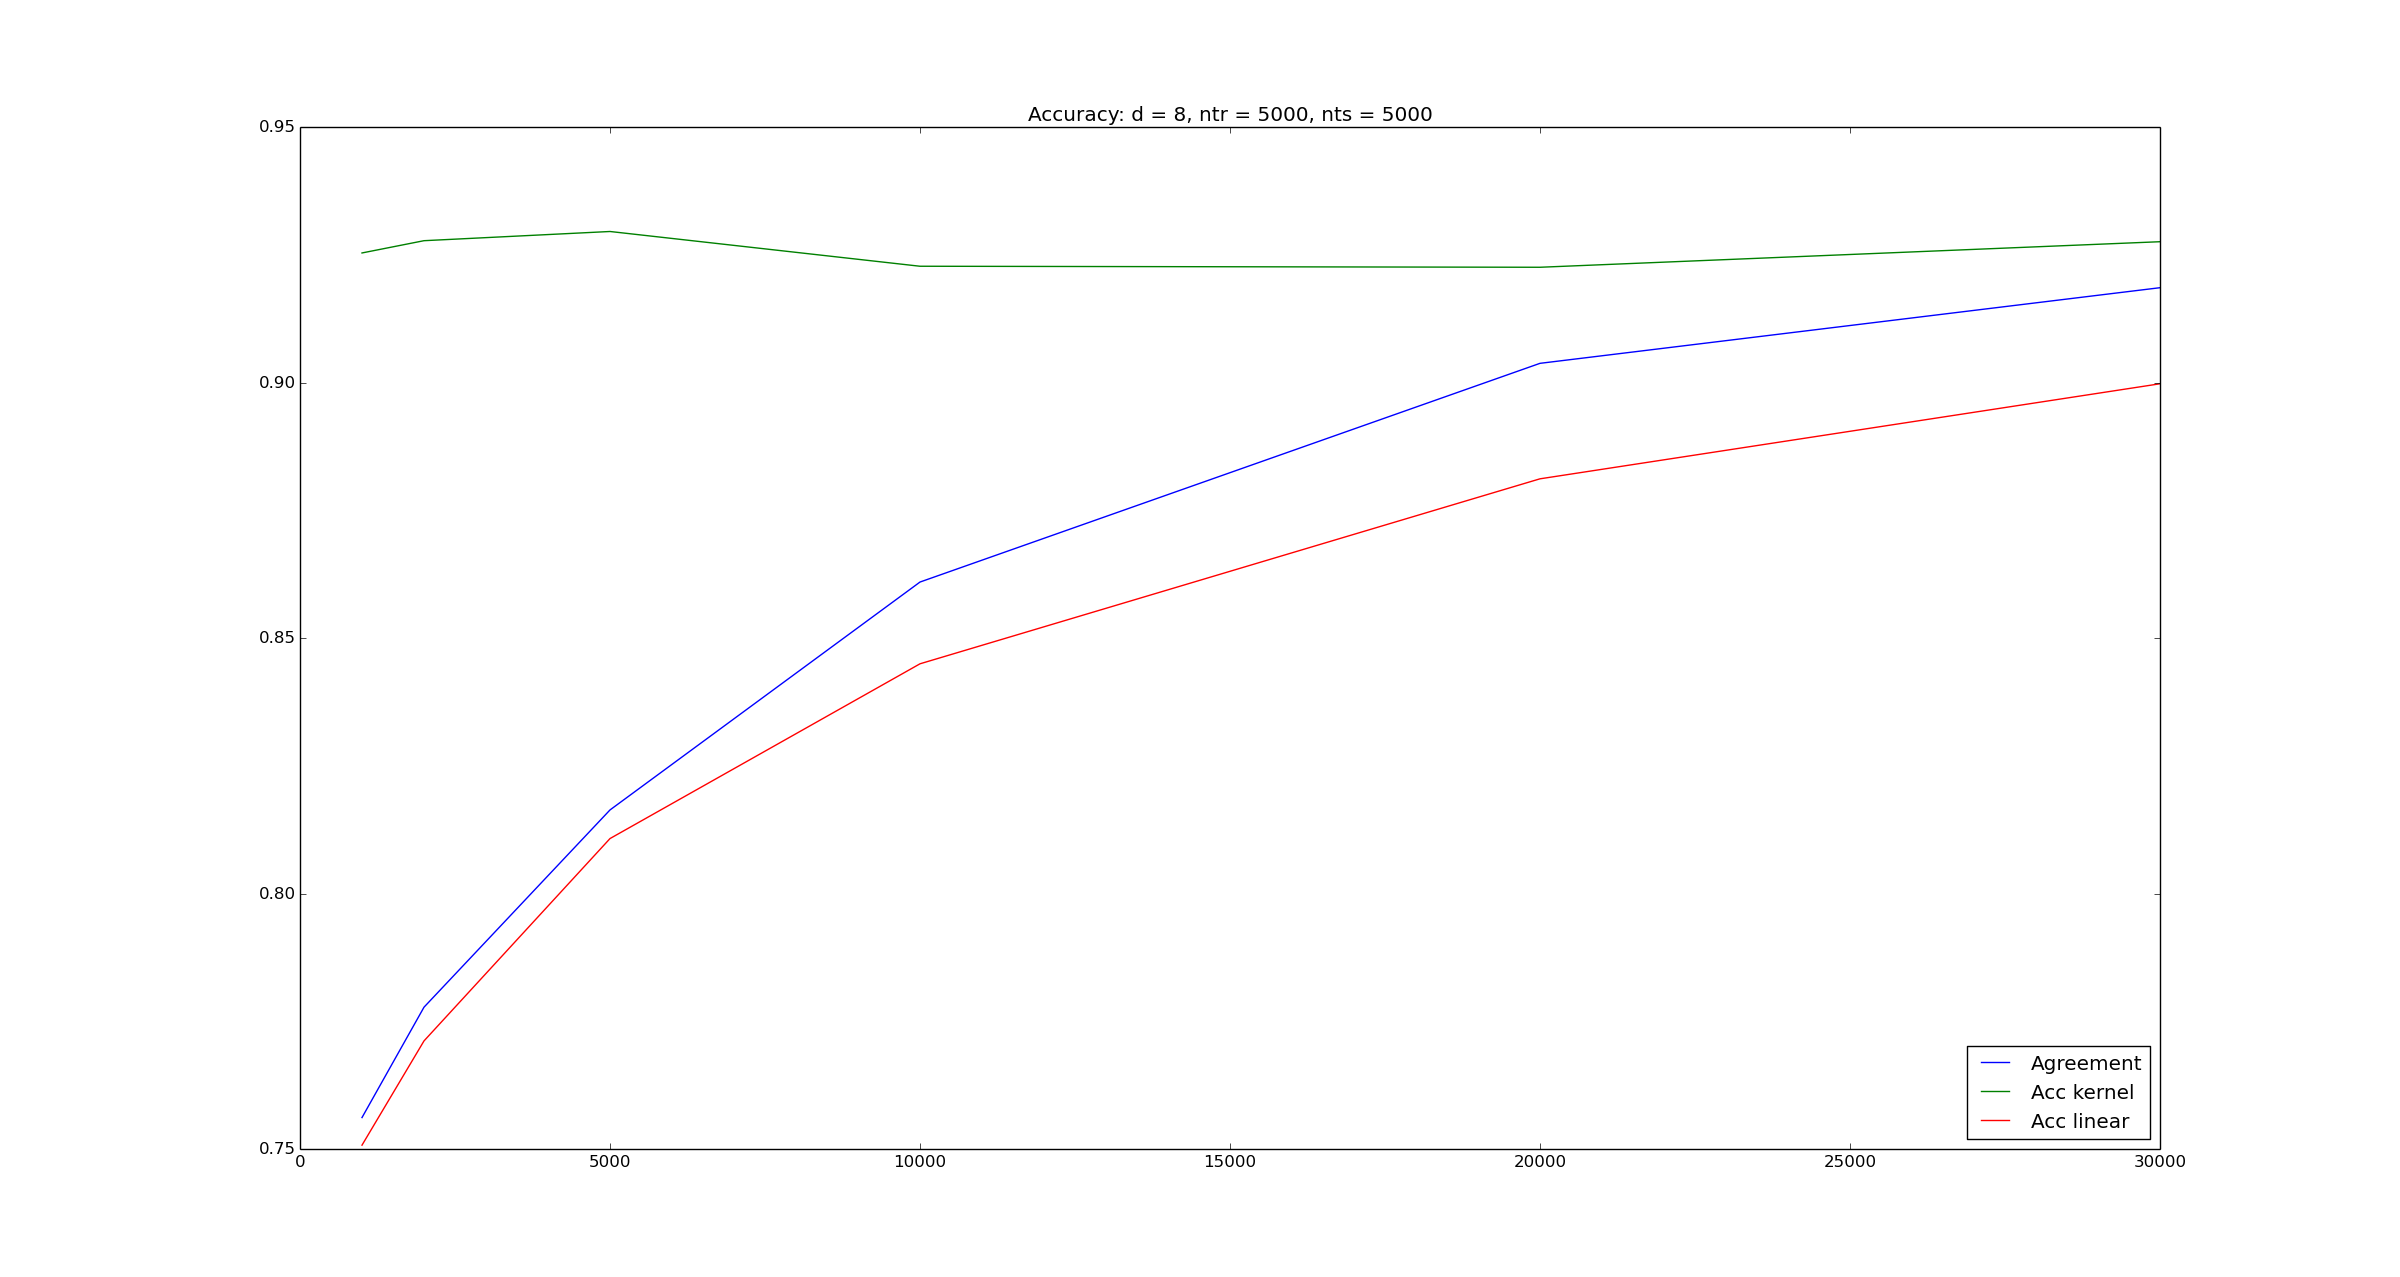 Accuracy: d = 8, ntr = 5000, nts = 5000
0.95
0.90
0.85
0.80
0.75
0 5000 10000 15000 20000 25000 30000
Agreement
Acc kernel
Acc linear